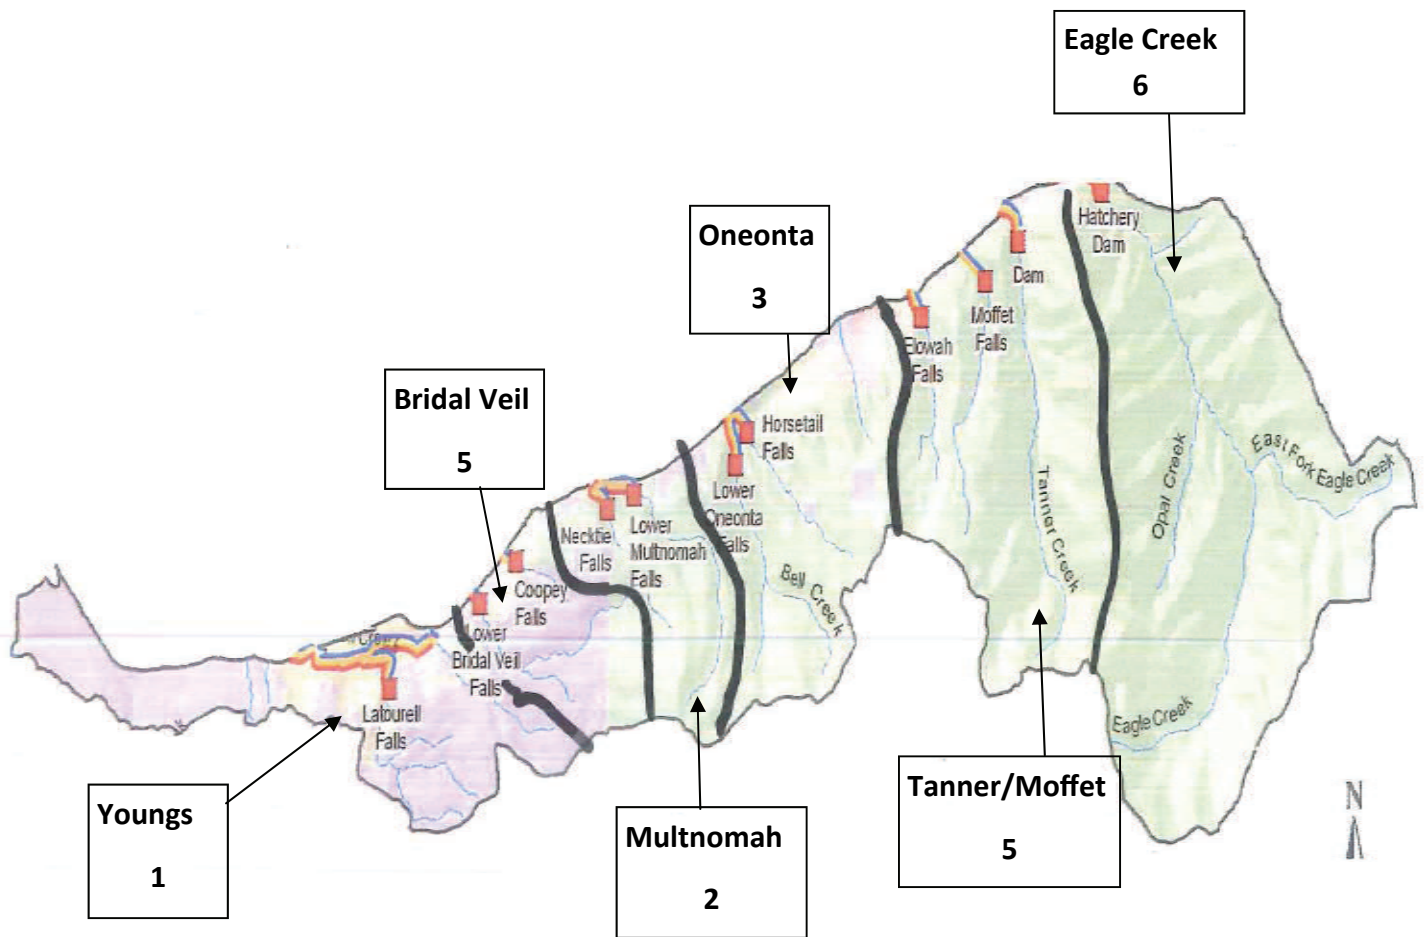 Eagle Creek
6
Oneonta
3
Bridal Veil
5
Hatchery
Dam
Dam
Moffet
Falls
Elowah
Falls
Horsetail
Falls
Lower
Oneonta
Falls
Lower
Multnomah
Falls
Necktie
Falls
Coopey
Falls
Lower
Bridal Veil
Falls
Latourell
Falls
Bell Creek
Tanner Creek
Opal Creek
East Fork Eagle Creek
Eagle Creek
Youngs
1
Multnomah
2
Tanner/Moffet
5
N